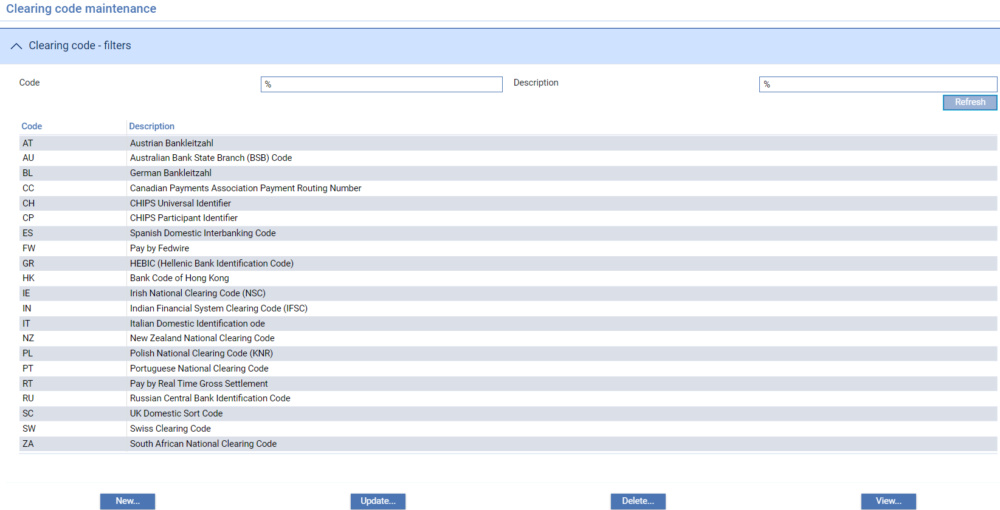 Clearing code maintenance
Clearing code - filters
Code % Description %
Refresh
Code Description
AT Austrian Bankleitzahl
AU Australian Bank State Branch (BSB) Code
BL German Bankleitzahl
CC Canadian Payments Association Payment Routing Number
CH CHIPS Universal Identifier
CP CHIPS Participant Identifier
ES Spanish Domestic Interbanking Code
FW Pay by Fedwire
GR HEBIC (Hellenic Bank Identification Code)
HK Bank Code of Hong Kong
IE Irish National Clearing Code (NSC)
IN Indian Financial System Clearing Code (IFSC)
IT Italian Domestic Identification ode
NZ New Zealand National Clearing Code
PL Polish National Clearing Code (KNR)
PT Portuguese National Clearing Code
RT Pay by Real Time Gross Settlement
RU Russian Central Bank Identification Code
SC UK Domestic Sort Code
SW Swiss Clearing Code
ZA South African National Clearing Code
New... Update... Delete... View...